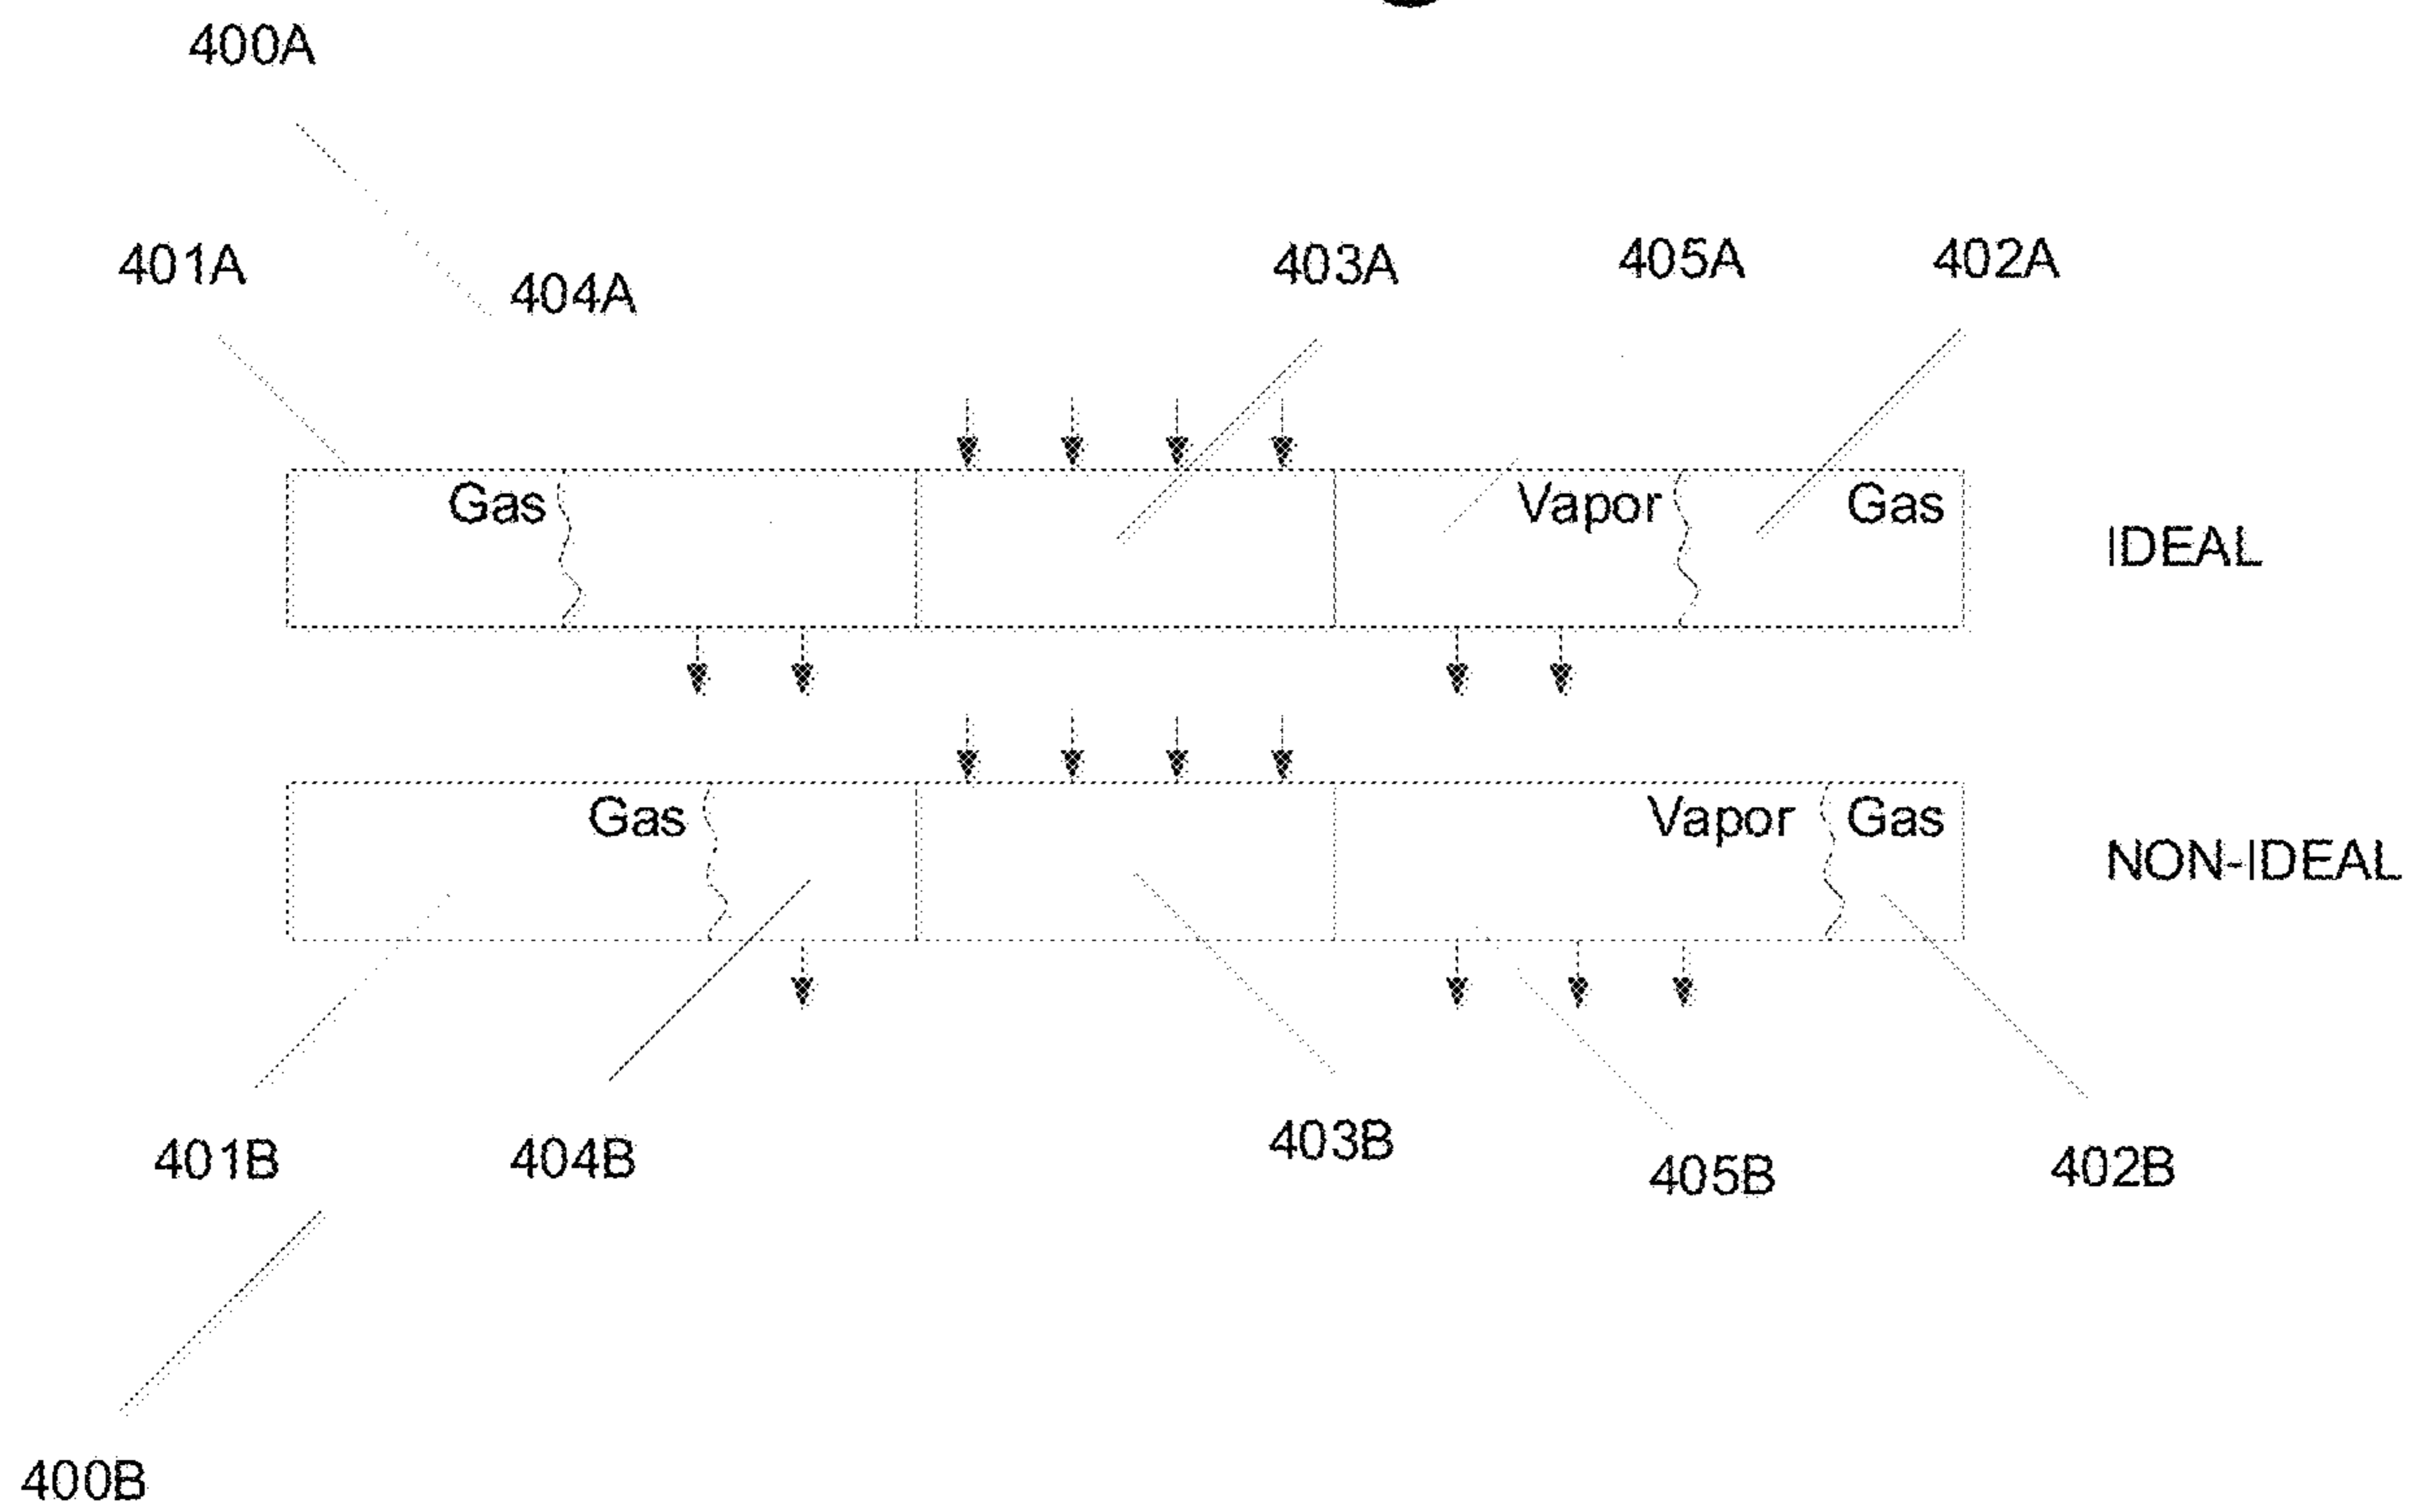 400A
401A 404A 403A 405A 402A
Gas Vapor Gas IDEAL
Gas Vapor Gas NON-IDEAL
401B 404B 403B 405B 402B
400B